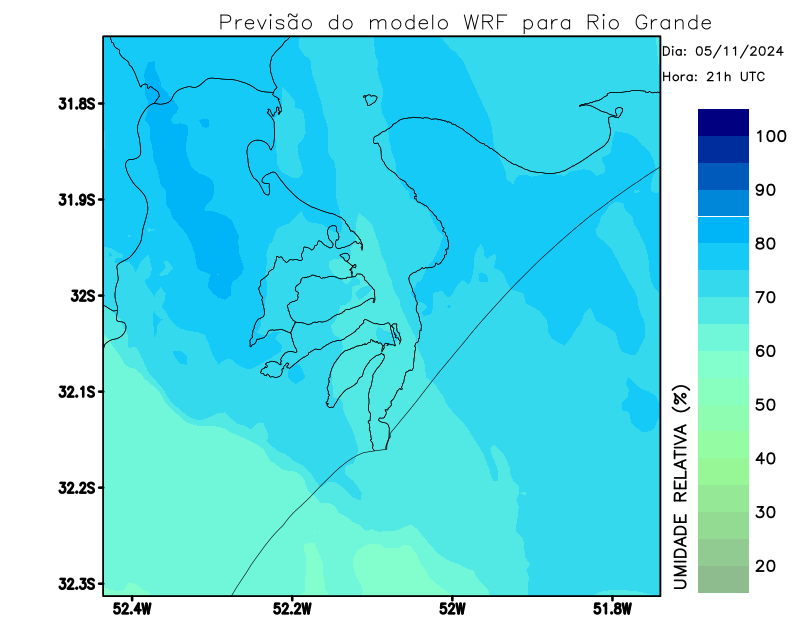 Previsão do modelo WRF para Rio Grande
Dia: 05/11/2024
Hora: 21h UTC
31.8S
31.9S
32S
32.1S
32.2S
32.3S
52.4W
52.2W
52W
51.8W
100
90
80
70
60
50
40
30
20
UMIDADE RELATIVA (%)